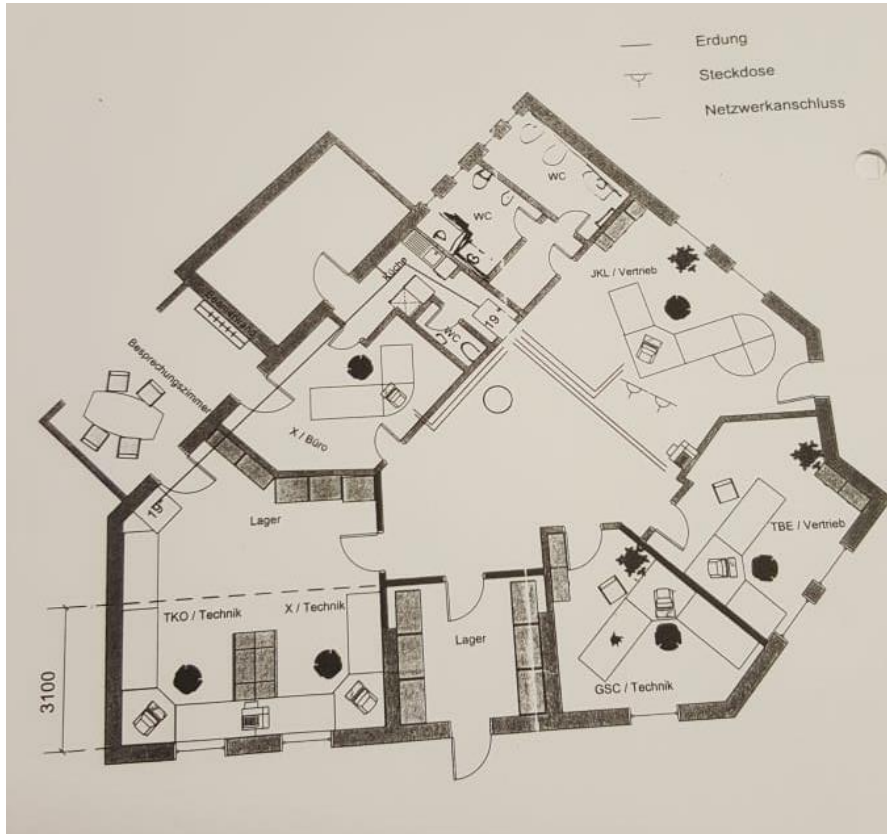 Erdung
Steckdose
Netzwerkanschluss
WC
WC
JKL / Vertrieb
Küche
19"
WC
Besprechungszimmer
X / Büro
19"
Lager
TBE / Vertrieb
TKO / Technik
X / Technik
Lager
GSC / Technik
3100